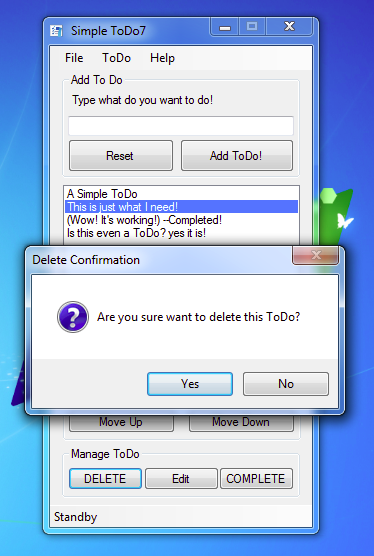 Simple ToDo7
File ToDo Help
Add To Do
Type what do you want to do!
Reset Add ToDo!
A Simple ToDo
This is just what I need!
(Wow! It's working!) --Completed!
Is this even a ToDo? yes it is!
Delete Confirmation
Are you sure want to delete this ToDo?
Yes No
Move Up Move Down
Manage ToDo
DELETE Edit COMPLETE
Standby